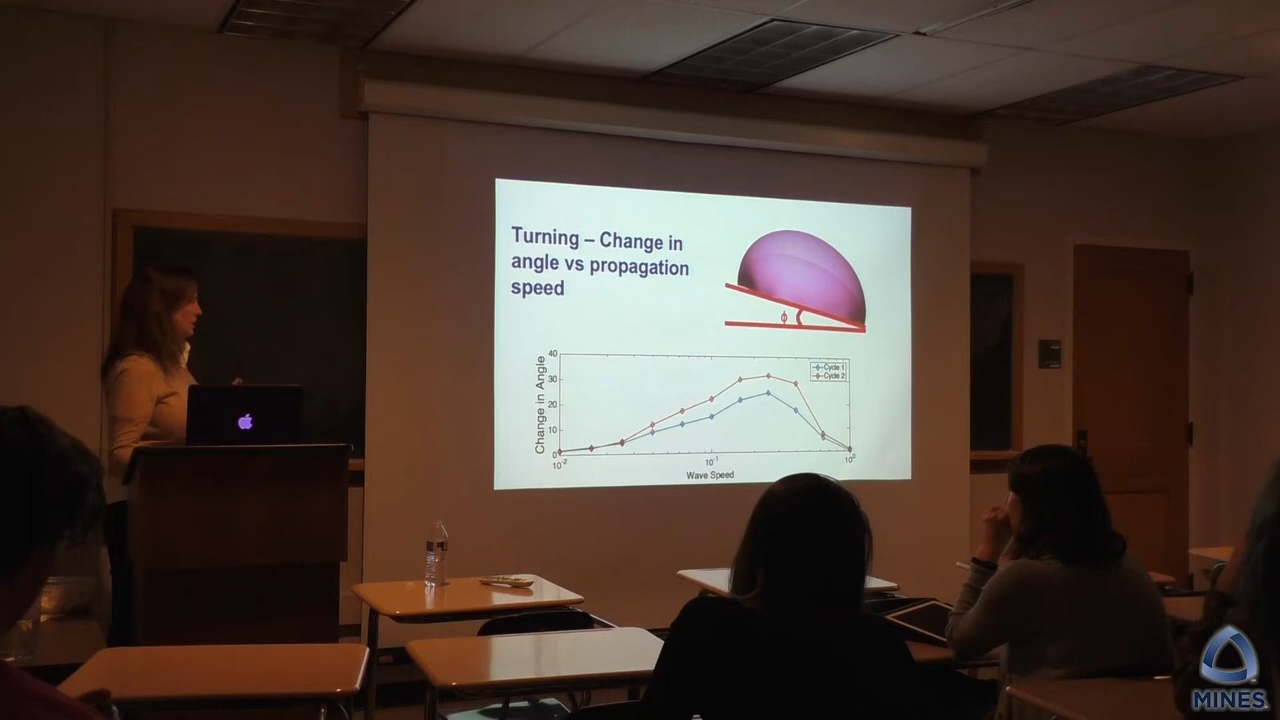 Turning – Change in
angle vs propagation
speed
ϕ
Change in Angle
40
30
20
10
0
Cycle 1
Cycle 2
10⁻² 10⁻¹ 10⁰
Wave Speed
MINES